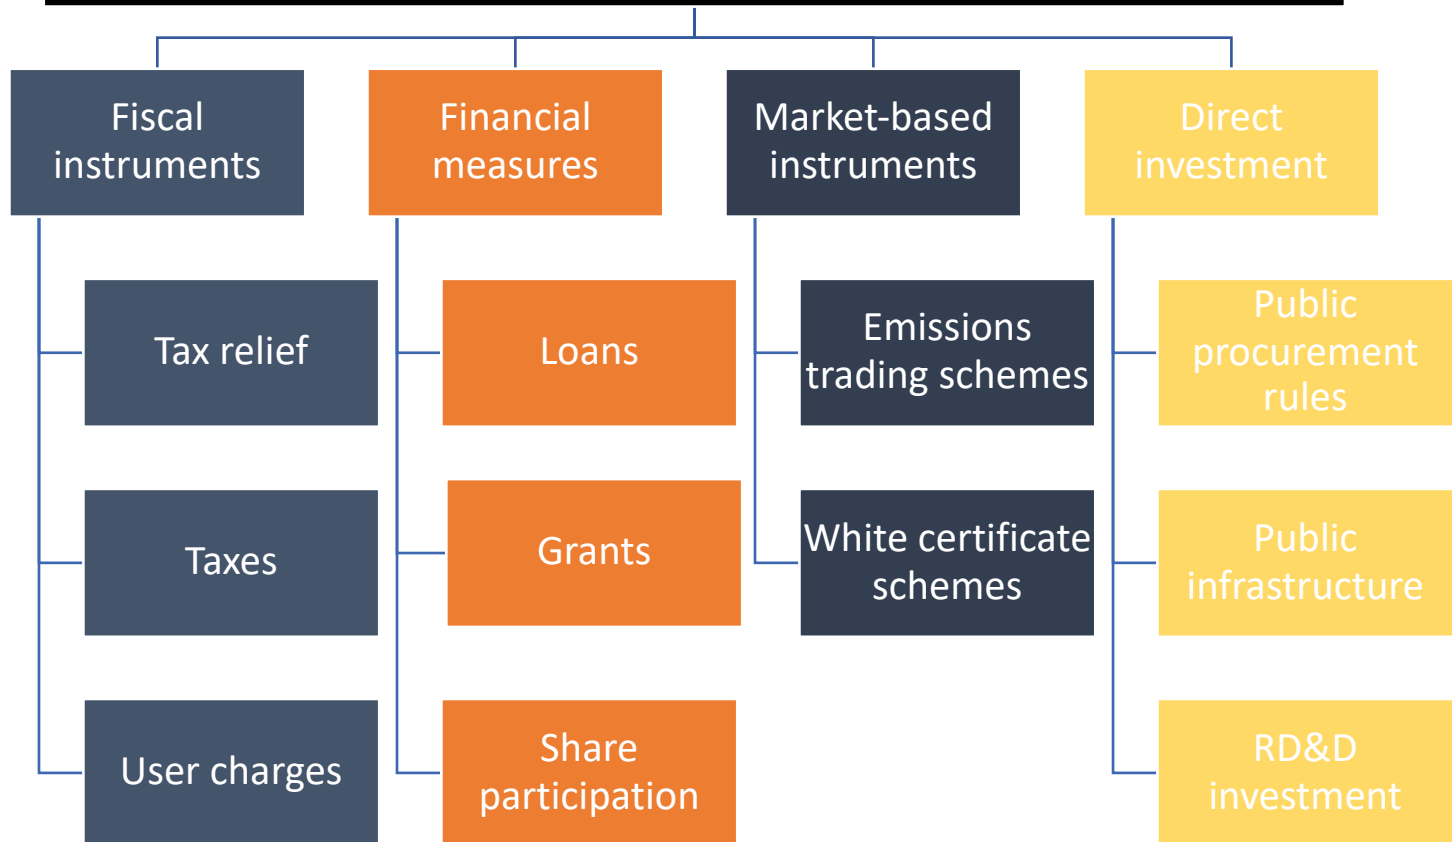 Fiscal
instruments
Financial
measures
Market-based
instruments
Direct
investment
Tax relief
Loans
Emissions
trading schemes
Public
procurement
rules
Taxes
Grants
White certificate
schemes
Public
infrastructure
User charges
Share
participation
RD&D
investment